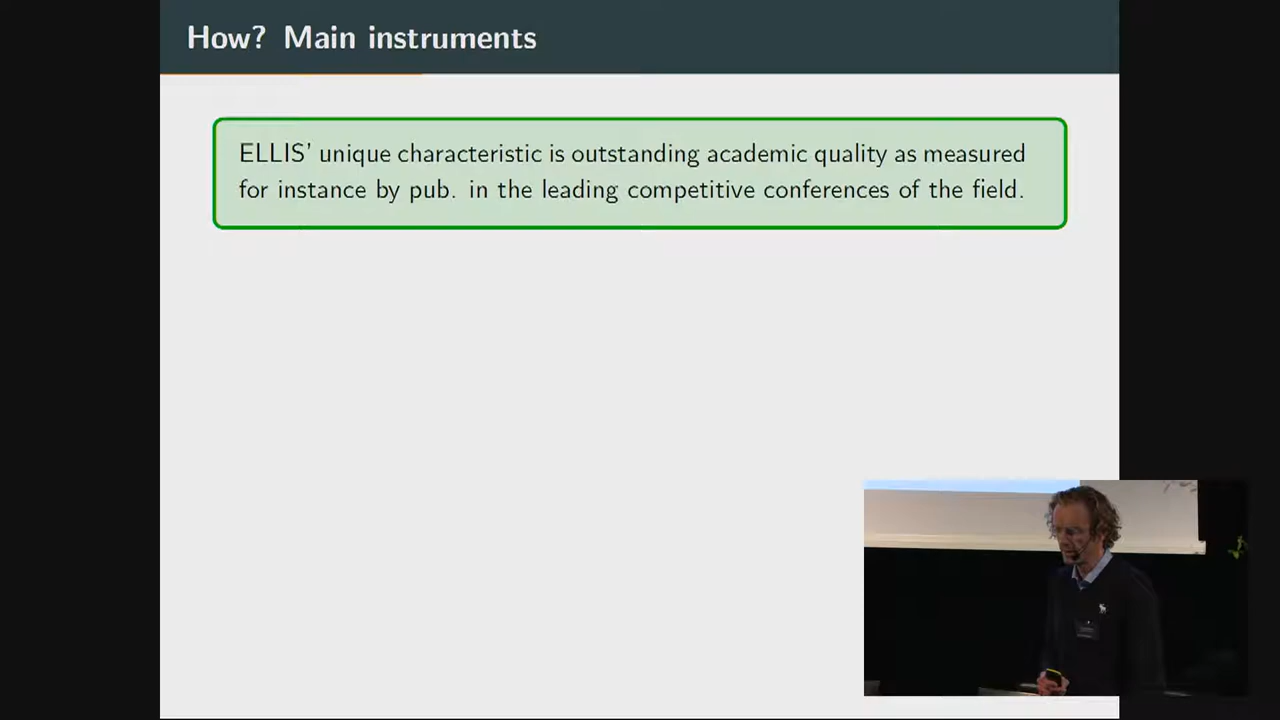 How? Main instruments
ELLIS' unique characteristic is outstanding academic quality as measured
for instance by pub. in the leading competitive conferences of the field.